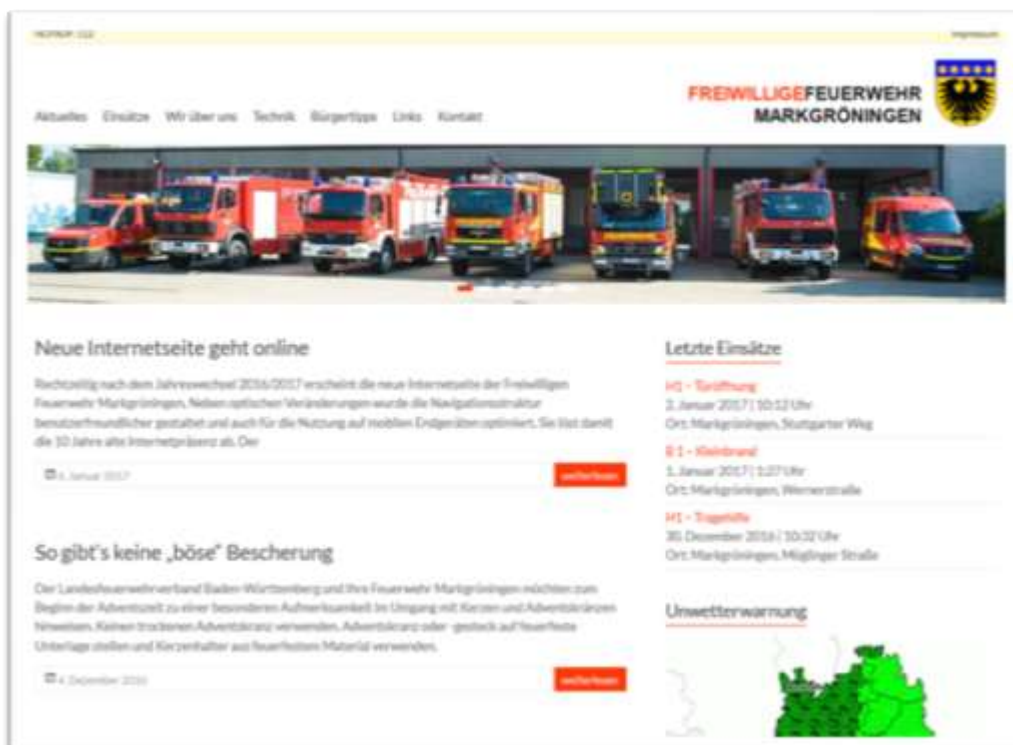 NOTRUF: 112
Impressum
FREIWILLIGEFEUERWEHR
MARKGRÖNINGEN
Aktuelles Einsätze Wir über uns Technik Bürgertipps Links Kontakt
Neue Internetseite geht online
Rechtzeitig nach dem Jahreswechsel 2016/2017 erscheint die neue Internetseite der Freiwilligen
Feuerwehr Markgröningen. Neben optischen Veränderungen wurde die Navigationsstruktur
benutzerfreundlicher gestaltet und auch für die Nutzung auf mobilen Endgeräten optimiert. Sie löst damit
die 10 Jahre alte Internetpräsenz ab. Der
Januar 2017
weiterlesen
So gibt's keine „böse" Bescherung
Der Landesfeuerwehrverband Baden-Württemberg und Ihre Feuerwehr Markgröningen möchten zum
Beginn der Adventszeit zu einer besonderen Aufmerksamkeit im Umgang mit Kerzen und Adventskränzen
hinweisen. Keinen trockenen Adventskranz verwenden. Adventskranz oder -gesteck auf feuerfeste
Unterlage stellen und Kerzenhalter aus feuerfestem Material verwenden.
4. Dezember 2016
weiterlesen
Letzte Einsätze
H1 – Türöffnung
2. Januar 2017 | 10:12 Uhr
Ort: Markgröningen, Stuttgarter Weg
B 1 – Kleinbrand
1. Januar 2017 | 1:27 Uhr
Ort: Markgröningen, Wernerstraße
H1 – Tragehilfe
30. Dezember 2016 | 10:32 Uhr
Ort: Markgröningen, Möglinger Straße
Unwetterwarnung